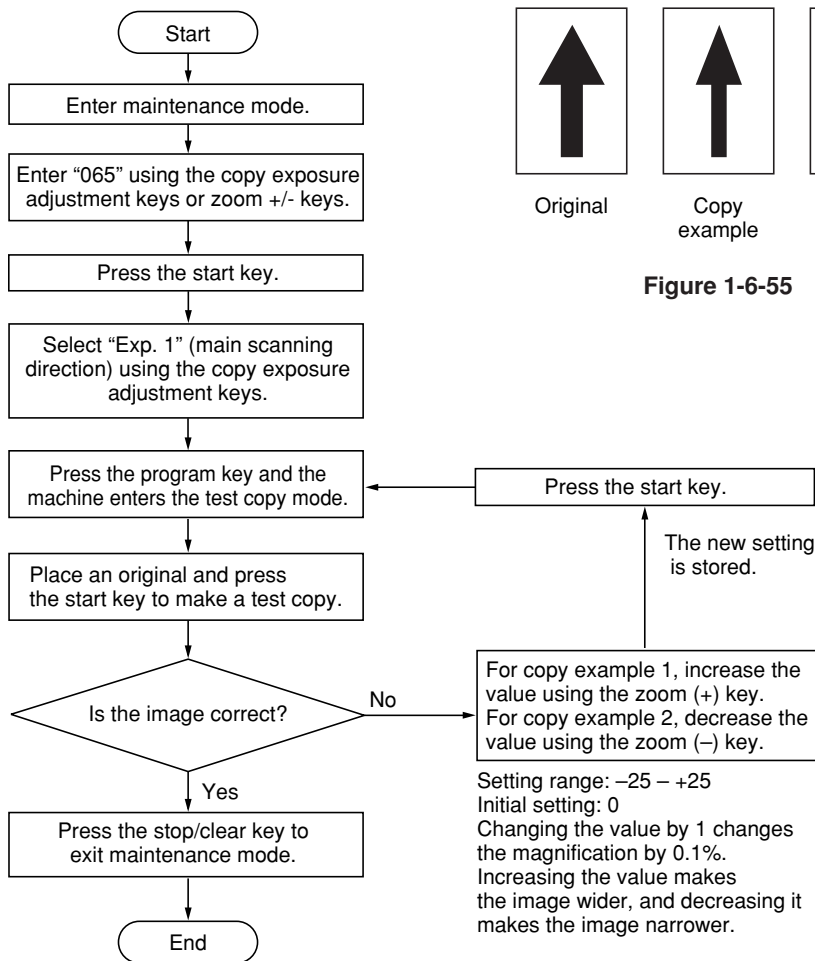 Start
Enter maintenance mode.
Enter “065” using the copy exposure
adjustment keys or zoom +/- keys.
Press the start key.
Select “Exp. 1” (main scanning
direction) using the copy exposure
adjustment keys.
Press the program key and the
machine enters the test copy mode.
Place an original and press
the start key to make a test copy.
Is the image correct?
No
Yes
Press the stop/clear key to
exit maintenance mode.
End
Original
Copy
example
Figure 1-6-55
Press the start key.
The new setting
is stored.
For copy example 1, increase the
value using the zoom (+) key.
For copy example 2, decrease the
value using the zoom (–) key.
Setting range: –25 – +25
Initial setting: 0
Changing the value by 1 changes
the magnification by 0.1%.
Increasing the value makes
the image wider, and decreasing it
makes the image narrower.